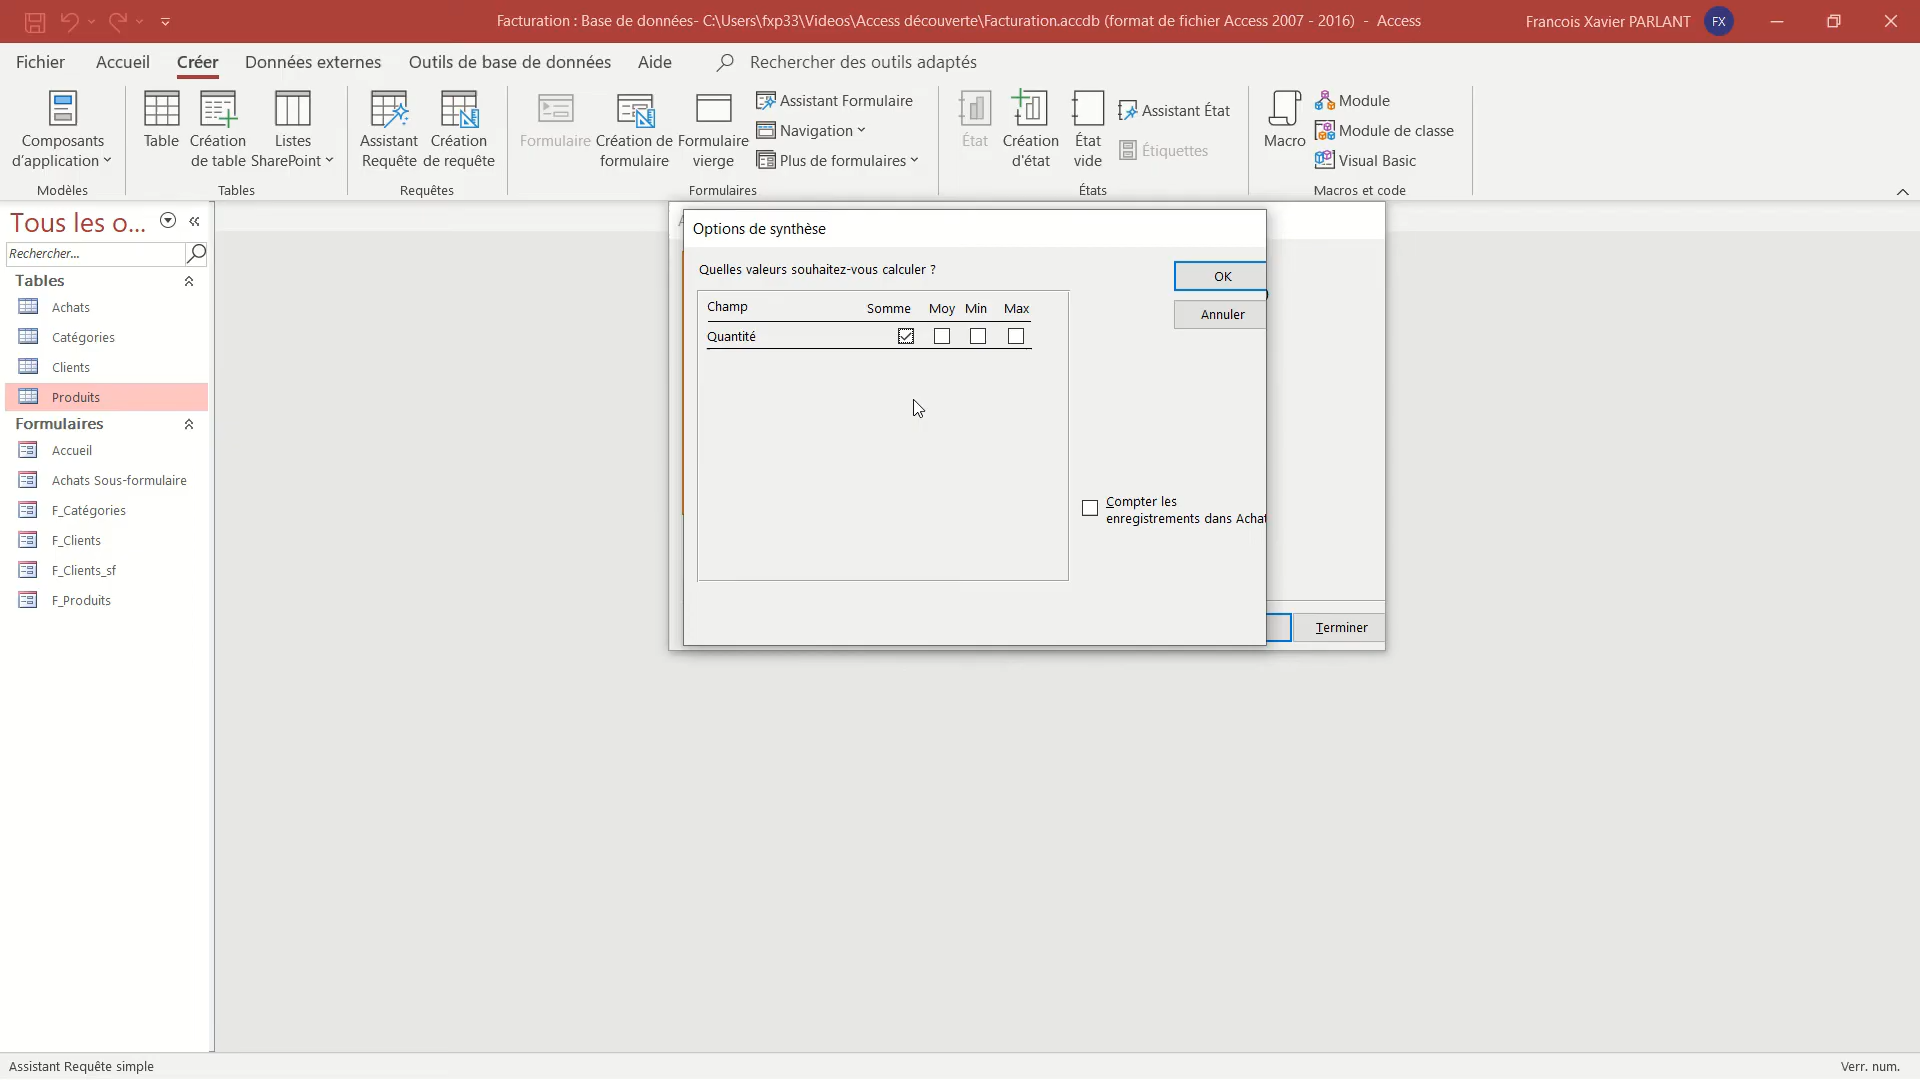 Facturation : Base de données- C:\Users\fxp33\Videos\Access découverte\Facturation.accdb (format de fichier Access 2007 - 2016)  -  Access
Francois Xavier PARLANT
FX
Fichier
Accueil
Créer
Données externes
Outils de base de données
Aide
Rechercher des outils adaptés
Composants
d'application
Modèles
Table
Création
de table
Listes
SharePoint
Tables
Assistant
Requête
Création
de requête
Requêtes
Formulaire
Création de
formulaire
Formulaire
vierge
Assistant Formulaire
Navigation
Plus de formulaires
Formulaires
État
Création
d'état
État
vide
Assistant État
Étiquettes
États
Macro
Module
Module de classe
Visual Basic
Macros et code
Tous les o...
Rechercher...
Tables
Achats
Catégories
Clients
Produits
Formulaires
Accueil
Achats Sous-formulaire
F_Catégories
F_Clients
F_Clients_sf
F_Produits
Options de synthèse
Quelles valeurs souhaitez-vous calculer ?
OK
Annuler
Champ
Somme
Moy
Min
Max
Quantité
Compter les
enregistrements dans Achat
Terminer
Assistant Requête simple
Verr. num.